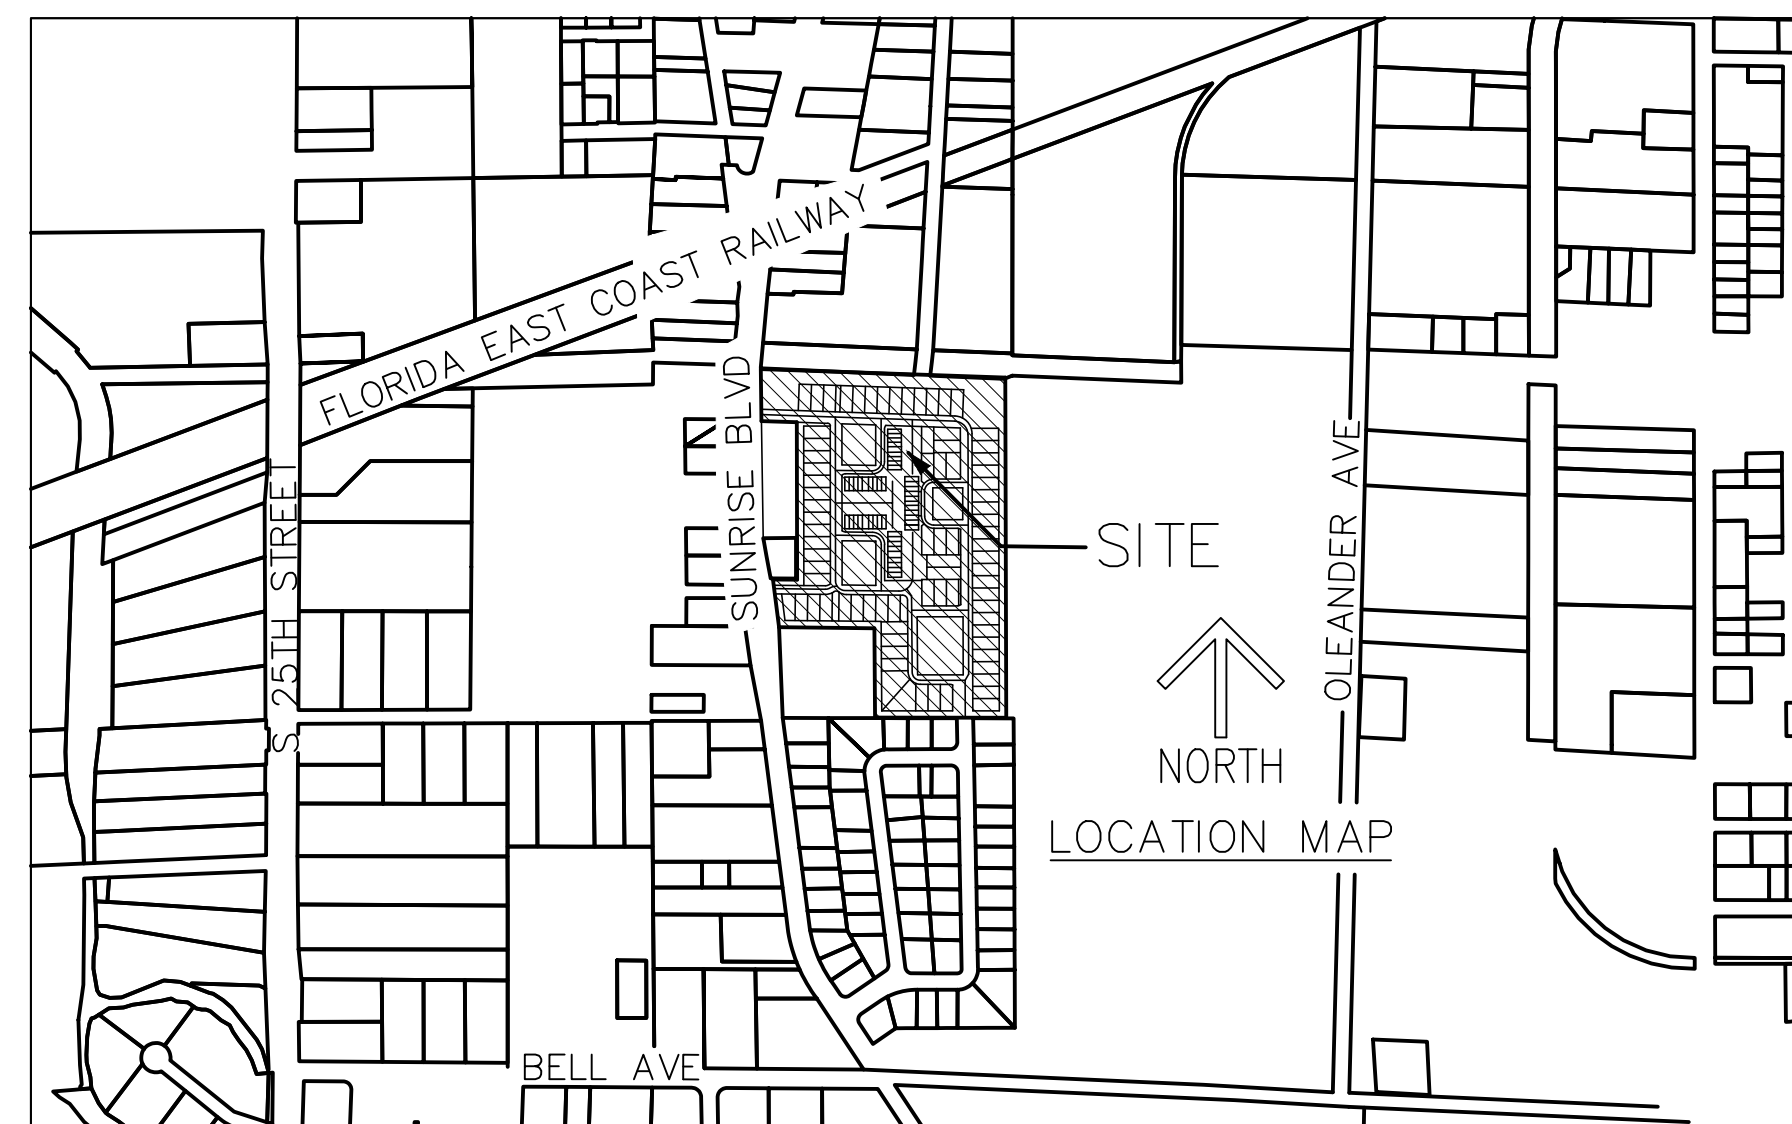 FLORIDA EAST COAST RAILWAY
SUNRISE BLVD
S 25TH STREET
OLEANDER AVE
SITE
NORTH
LOCATION MAP
BELL AVE